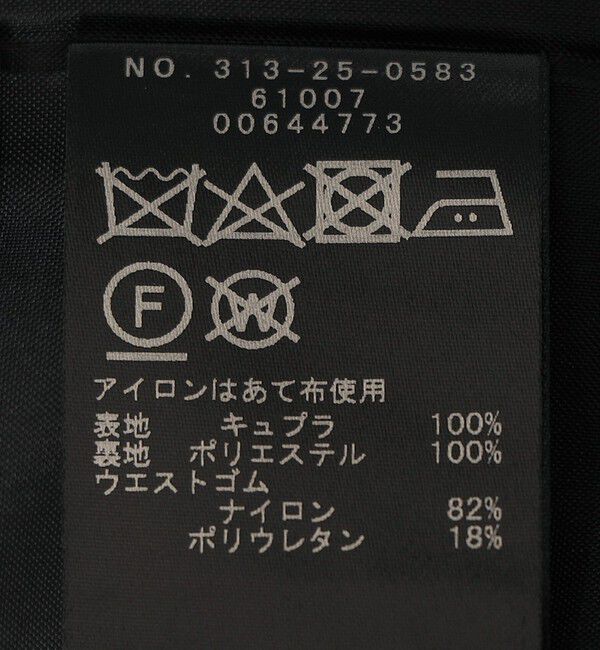 NO. 313-25-0583
61007
00644773
F
W
アイロンはあて布使用
表地 キュプラ 100%
裏地 ポリエステル 100%
ウエストゴム
ナイロン 82%
ポリウレタン 18%